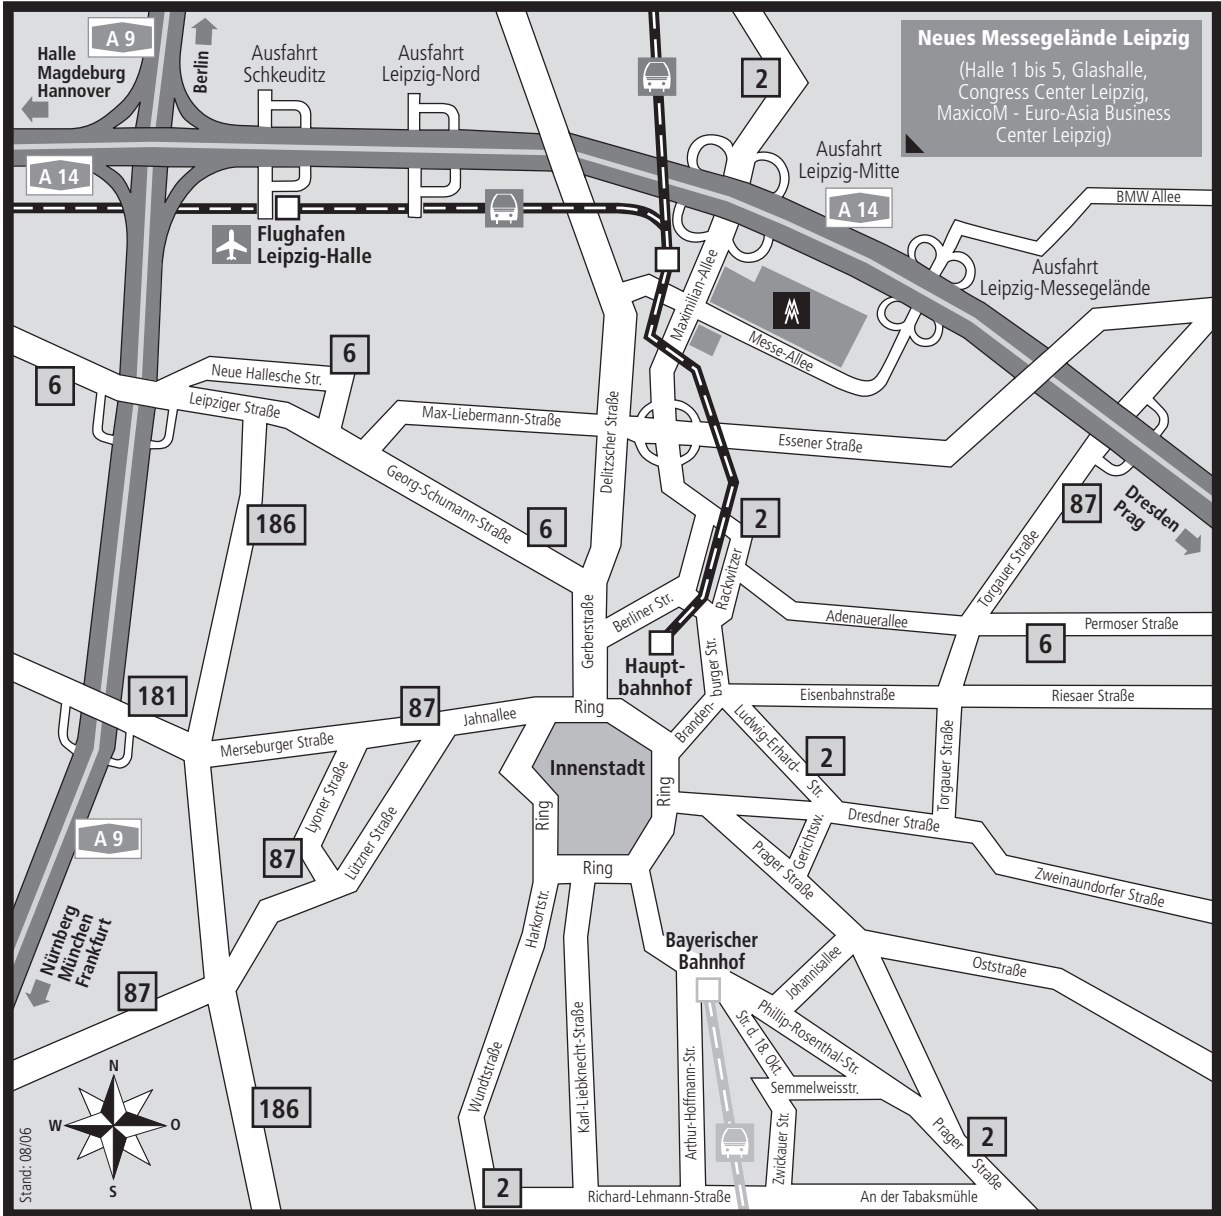 A 9
Halle
Magdeburg
Hannover
Berlin
Ausfahrt
Schkeuditz
Ausfahrt
Leipzig-Nord
2
Neues Messegelände Leipzig
(Halle 1 bis 5, Glashalle,
Congress Center Leipzig,
MaxicoM - Euro-Asia Business
Center Leipzig)
A 14
Ausfahrt
Leipzig-Mitte
A 14
BMW Allee
Flughafen
Leipzig-Halle
Ausfahrt
Leipzig-Messegelände
Maximilian-Allee
Messe-Allee
6
6
Neue Hallesche Str.
Leipziger Straße
Max-Liebermann-Straße
Delitzscher Straße
Essener Straße
Georg-Schumann-Straße
186
6
2
87
Dresden
Prag
Torgauer Straße
Rackwitzer
Berliner Str.
Gerberstraße
Adenauerallee
Permoser Straße
6
Haupt-
bahnhof
Branden-
burger Str.
Eisenbahnstraße
Riesaer Straße
181
87
Jahnallee
Merseburger Straße
Ring
Ludwig-Erhard-
Str.
2
Torgauer Straße
Innenstadt
Ring
Ring
Ring
Lyoner Straße
Lützner Straße
87
A 9
Dresdner Straße
Gerichtsw.
Prager Straße
Zweinaundorfer Straße
Nürnberg
München
Frankfurt
87
Harkortstr.
Bayerischer
Bahnhof
Johannisallee
Oststraße
Phillip-Rosenthal-Str.
Str. d. 18. Okt.
Semmelweisstr.
Wundtstraße
Karl-Liebknecht-Straße
Arthur-Hoffmann-Str.
Zwickauer Str.
186
Prager
Straße
2
2
Richard-Lehmann-Straße
An der Tabaksmühle
N
W
O
S
Stand: 08/06